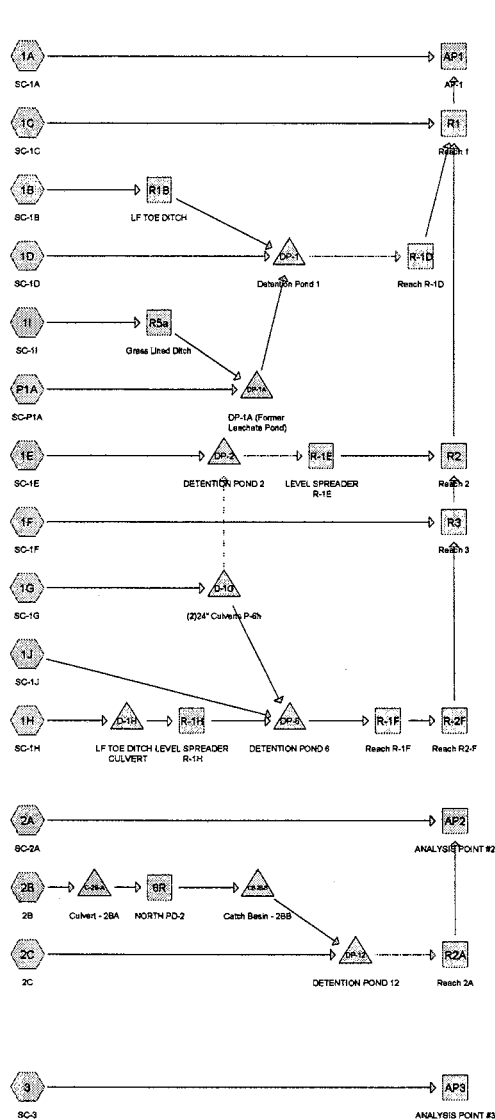 1A AP1
SC-1A AP-1
1C R1
SC-1C Reach 1
1B R1B
SC-1B LF TOE DITCH
1D DP-1 R-1D
SC-1D Detention Pond 1 Reach R-1D
1I R5a
SC-1I Grass Lined Ditch
P1A DP-1A
SC-P1A DP-1A (Former
Leachate Pond)
1E DP-2 R-1E R2
SC-1E DETENTION POND 2 LEVEL SPREADER Reach 2
R-1E
1F R3
SC-1F Reach 3
1G D-1G
SC-1G (2)24" Culverts P-6h
1J
SC-1J
1H D-1H R-1H DP-6 R-1F R-2F
SC-1H LF TOE DITCH LEVEL SPREADER DETENTION POND 6 Reach R-1F Reach R2-F
CULVERT R-1H
2A AP2
SC-2A ANALYSIS POINT #2
2B C-2B-A 6R CB-2B-B
2B Culvert - 2BA NORTH PD-2 Catch Basin - 2BB
2C DP-12 R2A
2C DETENTION POND 12 Reach 2A
3 AP3
SC-3 ANALYSIS POINT #3